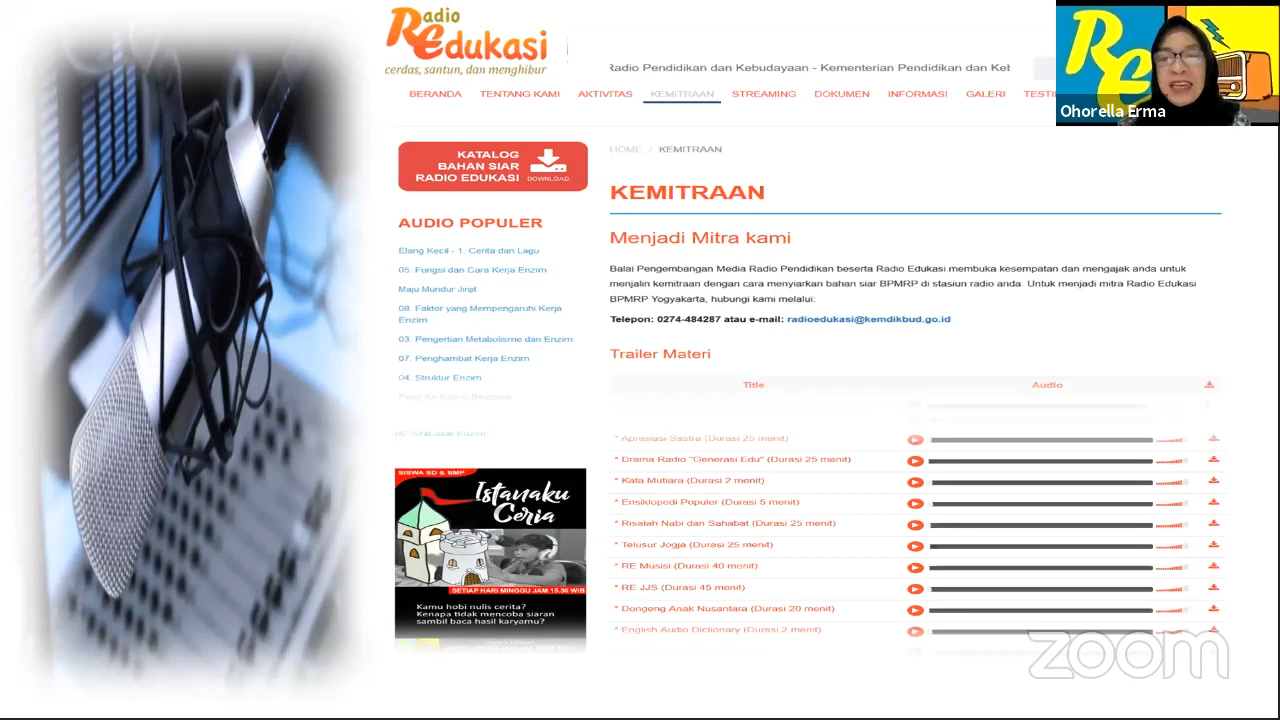 Radio
Edukasi
cerdas, santun, dan menghibur
Radio Pendidikan dan Kebudayaan - Kementerian Pendidikan dan Keb
BERANDA TENTANG KAMI AKTIVITAS KEMITRAAN STREAMING DOKUMEN INFORMASI GALERI TESTI
RE
Ohorella Erma
KATALOG
BAHAN SIAR
RADIO EDUKASI DOWNLOAD
HOME / KEMITRAAN
KEMITRAAN
AUDIO POPULER
Elang Kecil - 1. Cerita dan Lagu
05. Fungsi dan Cara Kerja Enzim
Maju Mundur Jinjit
08. Faktor yang Mempengaruhi Kerja
Enzim
03. Pengertian Metabolisme dan Enzim
07. Penghambat Kerja Enzim
04. Struktur Enzim
Menjadi Mitra kami
Balai Pengembangan Media Radio Pendidikan beserta Radio Edukasi membuka kesempatan dan mengajak anda untuk
menjalin kemitraan dengan cara menyiarkan bahan siar BPMRP di stasiun radio anda. Untuk menjadi mitra Radio Edukasi
BPMRP Yogyakarta, hubungi kami melalui:
Telepon: 0274-484287 atau e-mail: radioedukasi@kemdikbud.go.id
Trailer Materi
Title Audio
* Apresiasi Sastra (Durasi 25 menit)
* Drama Radio "Generasi Edu" (Durasi 25 menit)
* Kata Mutiara (Durasi 2 menit)
* Ensiklopedi Populer (Durasi 5 menit)
* Risalah Nabi dan Sahabat (Durasi 25 menit)
* Telusur Jogja (Durasi 25 menit)
* RE Musisi (Durasi 40 menit)
* RE JJS (Durasi 45 menit)
* Dongeng Anak Nusantara (Durasi 20 menit)
* English Audio Dictionary (Durasi 2 menit)
SISWA SD & SMP
Istanaku
Ceria
SETIAP HARI MINGGU JAM 15.30 WIB
Kamu hobi nulis cerita?
Kenapa tidak mencoba siaran
sambil baca hasil karyamu?
zoom